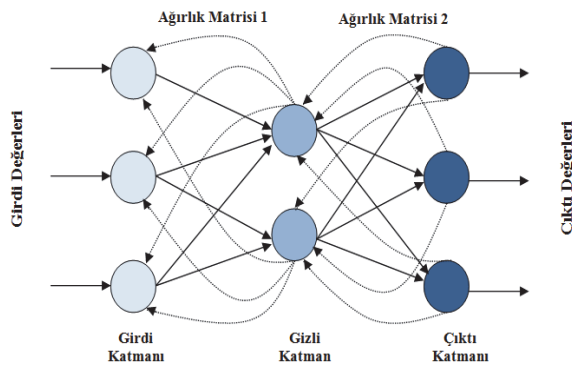 Ağırlık Matrisi 1
Ağırlık Matrisi 2
Girdi Değerleri
Çıktı Değerleri
Girdi
Katmanı
Gizli
Katman
Çıktı
Katmanı